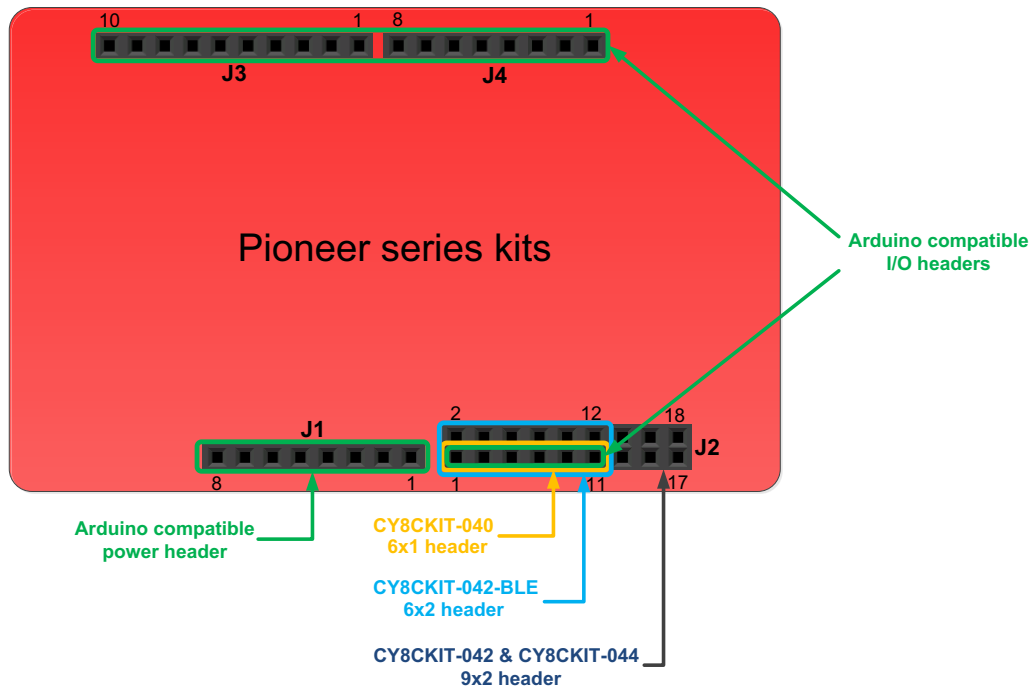 10 1 8 1
J3 J4
Pioneer series kits
Arduino compatible
I/O headers
J1
2 12 18
J2
8 1 1 11 17
Arduino compatible
power header
CY8CKIT-040
6x1 header
CY8CKIT-042-BLE
6x2 header
CY8CKIT-042 & CY8CKIT-044
9x2 header